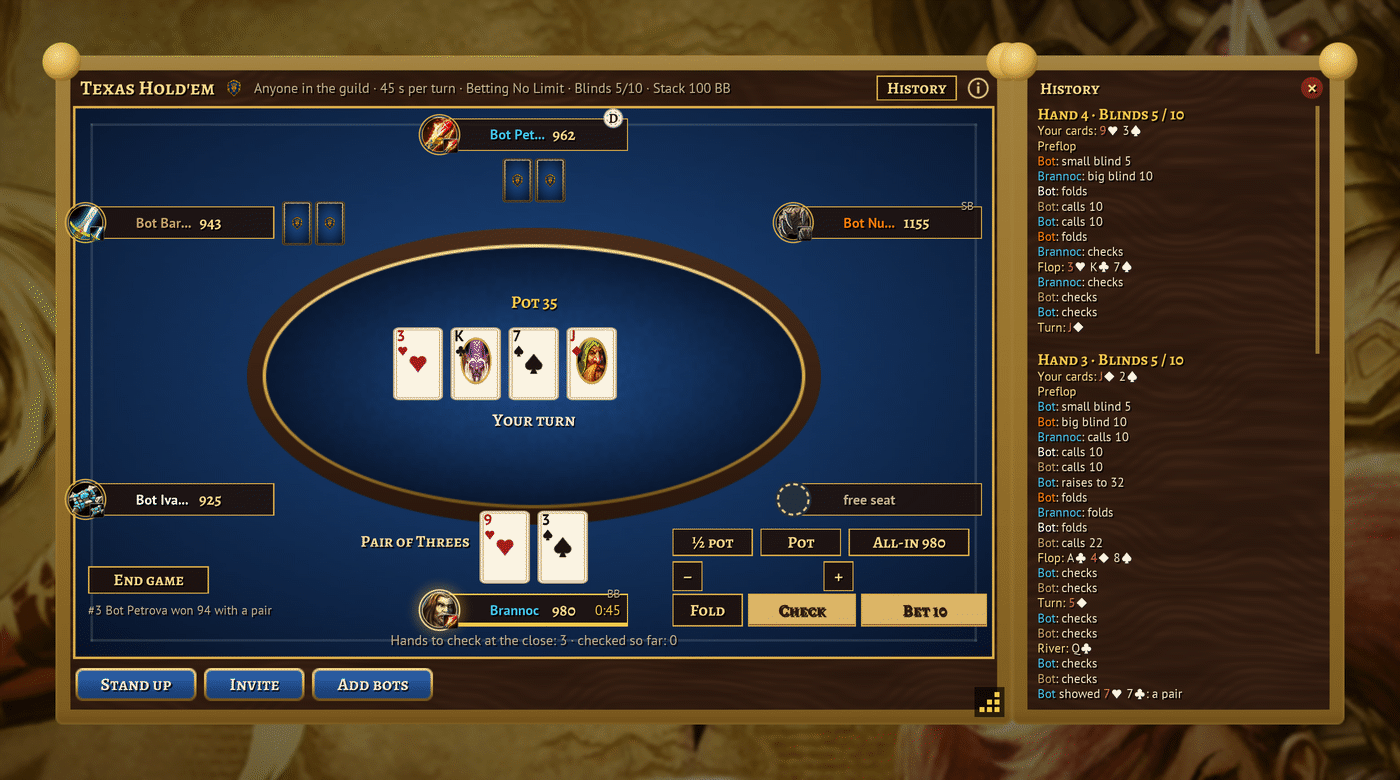 Texas Hold'em Anyone in the guild · 45 s per turn · Betting No Limit · Blinds 5/10 · Stack 100 BB History i
D
Bot Pet... 962
Bot Bar... 943
SB
Bot Nu... 1155
Pot 35
3 K 7 J
Your turn
Bot Iva... 925
free seat
Pair of Threes 9 3
½ pot Pot All-in 980
− +
End game
#3 Bot Petrova won 94 with a pair
BB
Brannoc 980 0:45
Fold Check Bet 10
Hands to check at the close: 3 · checked so far: 0
Stand up Invite Add bots
History
Hand 4 · Blinds 5 / 10
Your cards: 9♥ 3♠
Preflop
Bot: small blind 5
Brannoc: big blind 10
Bot: folds
Bot: calls 10
Bot: calls 10
Bot: folds
Brannoc: checks
Flop: 3♥ K♣ 7♠
Brannoc: checks
Bot: checks
Bot: checks
Turn: J♦
Hand 3 · Blinds 5 / 10
Your cards: J♦ 2♠
Preflop
Bot: small blind 5
Bot: big blind 10
Brannoc: calls 10
Bot: calls 10
Bot: calls 10
Bot: raises to 32
Bot: folds
Brannoc: folds
Bot: folds
Bot: calls 22
Flop: A♣ 4♦ 8♠
Bot: checks
Bot: checks
Turn: 5♦
Bot: checks
Bot: checks
River: Q♣
Bot: checks
Bot: checks
Bot showed 7♥ 7♣: a pair